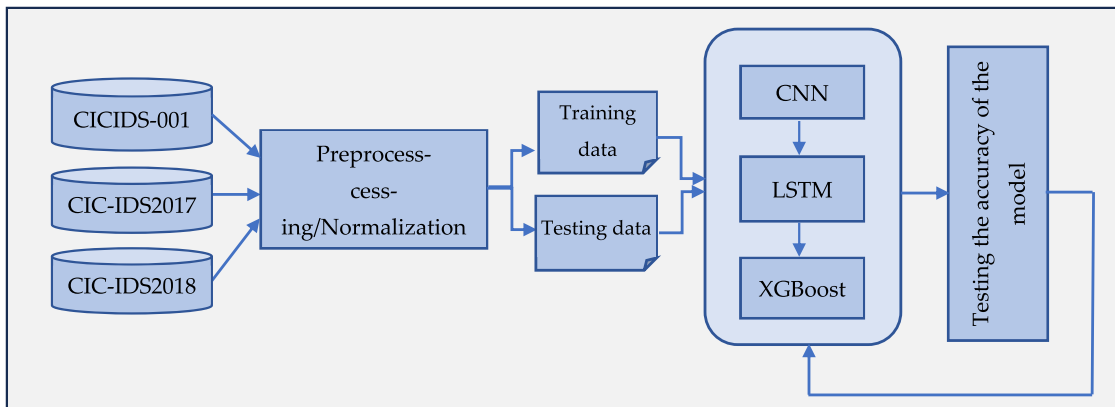 CICIDS-001
CIC-IDS2017
CIC-IDS2018
Preprocess-
cess-
ing/Normalization
Training
data
Testing data
CNN
LSTM
XGBoost
Testing the accuracy of the
model